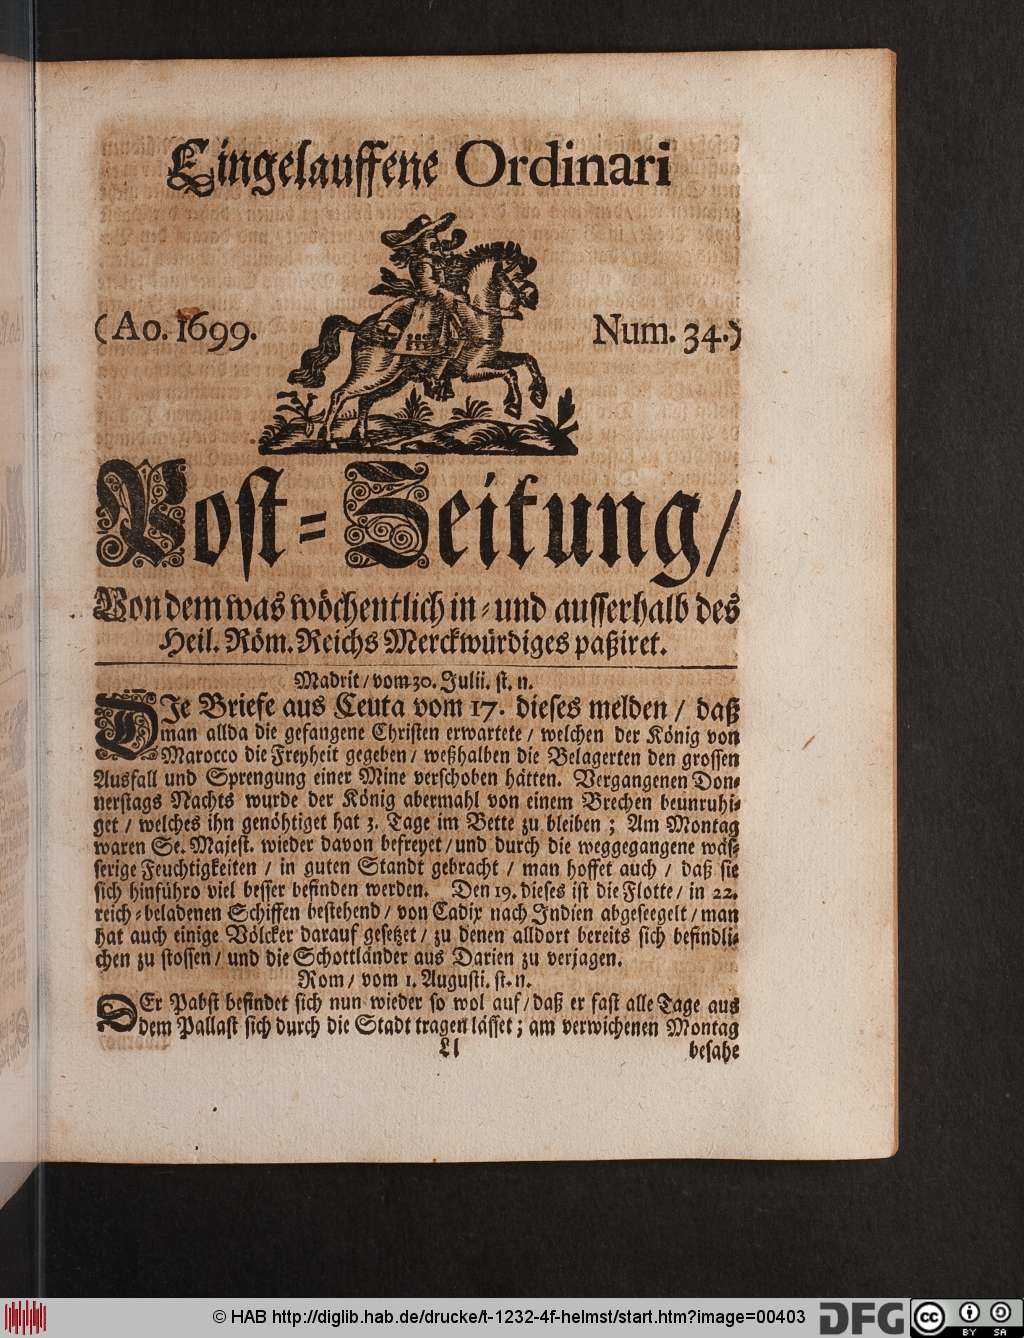 Eingelauffene Ordinari
(Ao. 1699.
Num. 34.)
Post-Zeitung/
Von dem was wöchentlich in- und ausserhalb des
Heil. Röm. Reichs Merckwürdiges paßiret.
Madrit/ vom 30. Julii. st. n.
DJe Briefe aus Ceuta vom 17. dieses melden/ daß
man allda die gefangene Christen erwartete/ welchen der König von
Marocco die Freyheit gegeben/ weßhalben die Belagerten den grossen
Ausfall und Sprengung einer Mine verschoben hätten. Vergangenen Don-
nerstags Nachts wurde der König abermahl von einem Brechen beunruhi-
get/ welches ihn genöhtiget hat 3. Tage im Bette zu bleiben; Am Montag
waren Se. Majest. wieder davon befreyet/ und durch die weggegangene wäs-
serige Feuchtigkeiten/ in guten Standt gebracht/ man hoffet auch/ daß sie
sich hinführo viel besser befinden werden. Den 19. dieses ist die Flotte/ in 22.
reich-beladenen Schiffen bestehend/ von Cadix nach Jndien abgeseegelt/ man
hat auch einige Völcker darauf gesetzet/ zu denen alldort bereits sich befindli-
chen zu stossen/ und die Schottländer aus Darien zu verjagen.
Rom/ vom 1. Augusti. st. n.
DEr Pabst befindet sich nun wieder so wol auf/ daß er fast alle Tage aus
dem Pallast sich durch die Stadt tragen lässet; am verwichenen Montag
Ll
besahe
© HAB http://diglib.hab.de/drucke/t-1232-4f-helmst/start.htm?image=00403
DFG
cc
BY SA